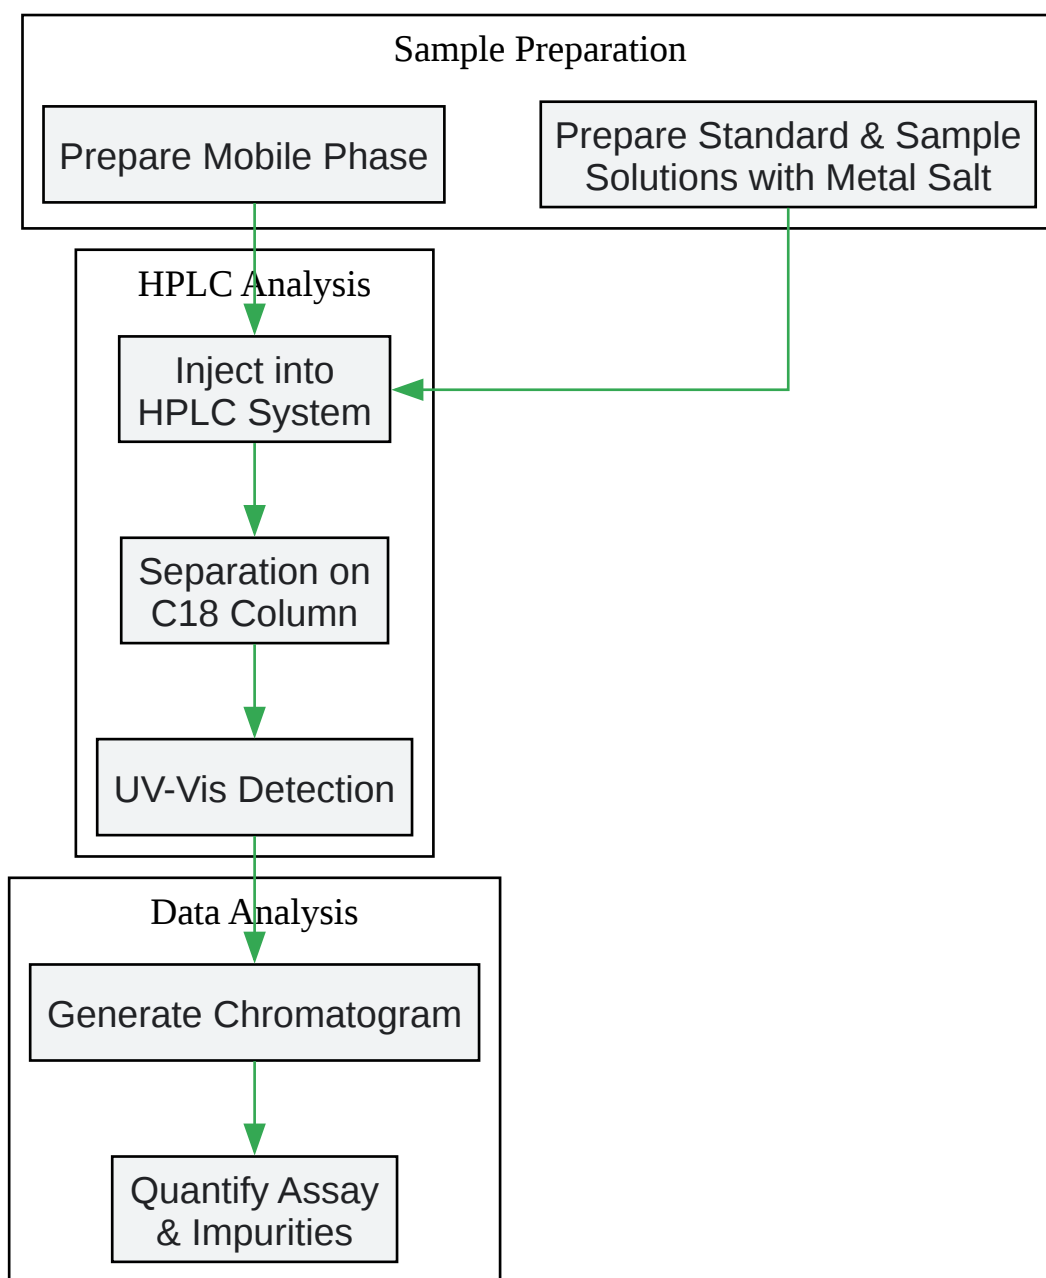 Sample Preparation
Prepare Mobile Phase
Prepare Standard & Sample
Solutions with Metal Salt
HPLC Analysis
Inject into
HPLC System
Separation on
C18 Column
UV-Vis Detection
Data Analysis
Generate Chromatogram
Quantify Assay
& Impurities